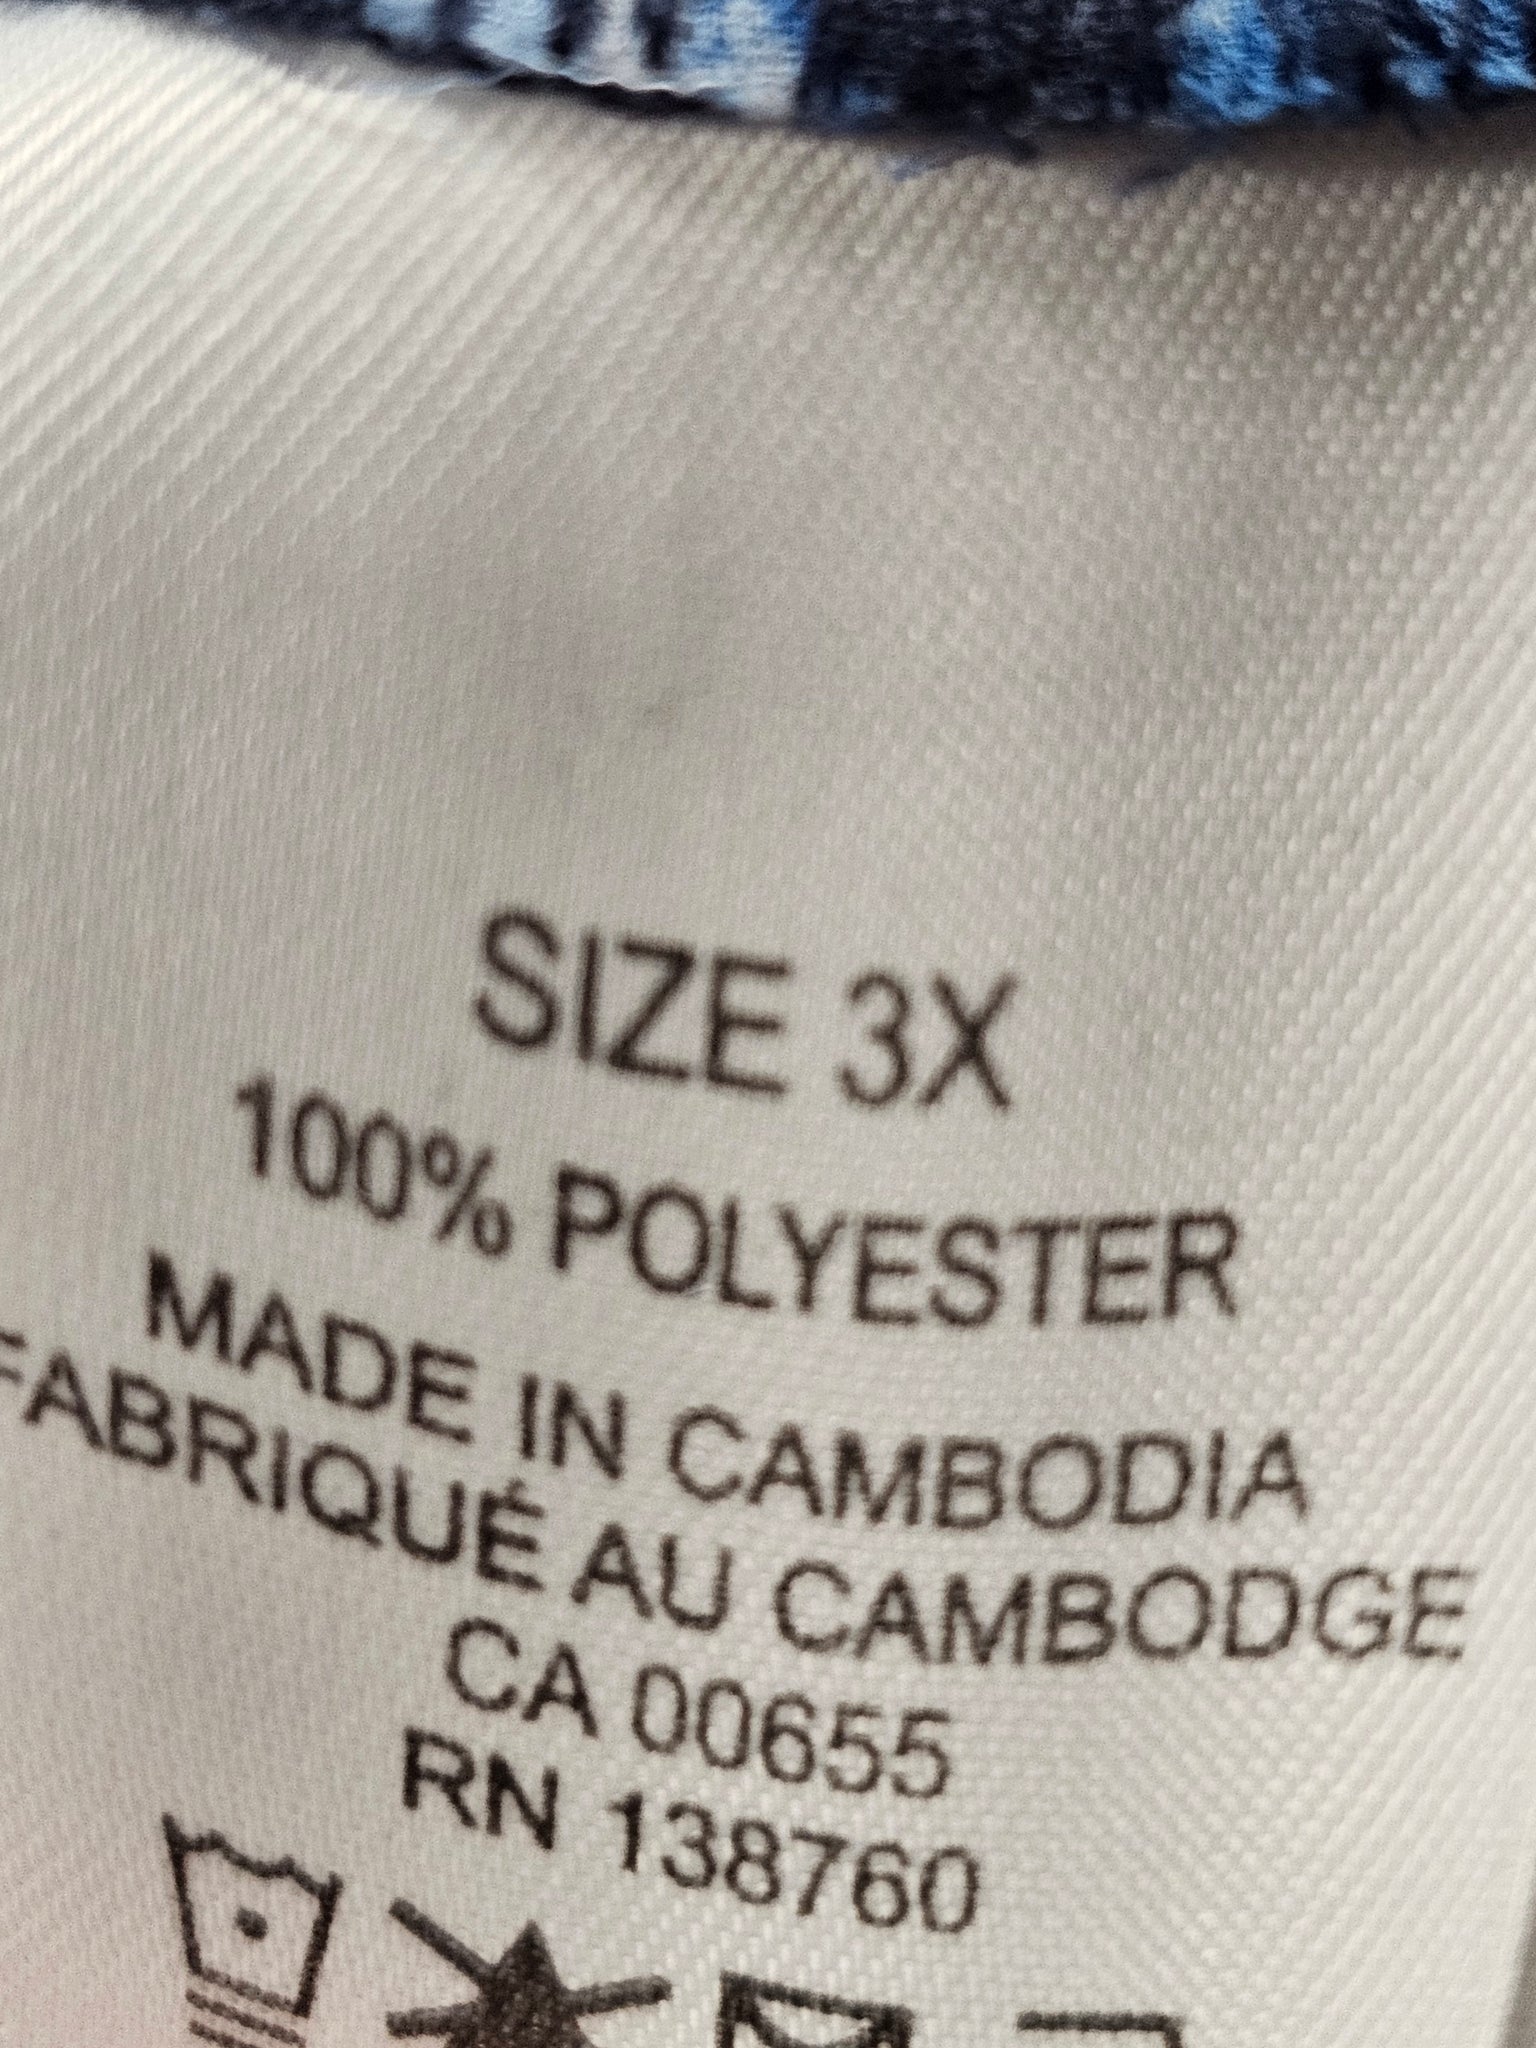 SIZE 3X
100% POLYESTER
MADE IN CAMBODIA
FABRIQUÉ AU CAMBODGE
CA 00655
RN 138760